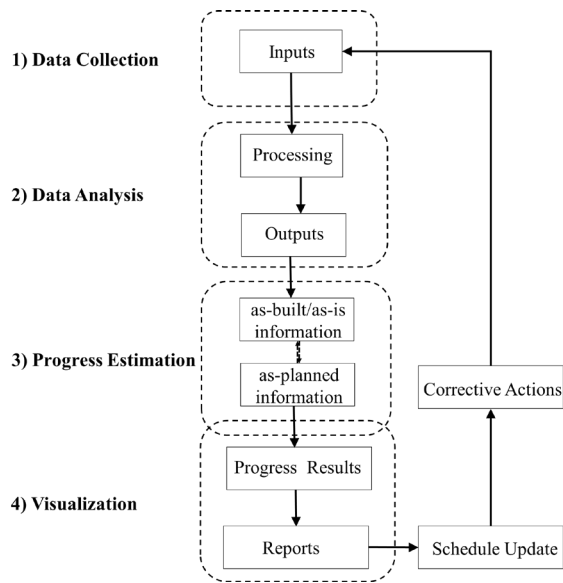 1) Data Collection
Inputs
Processing
2) Data Analysis
Outputs
as-built/as-is
information
3) Progress Estimation
as-planned
information
Corrective Actions
Progress Results
4) Visualization
Reports
Schedule Update